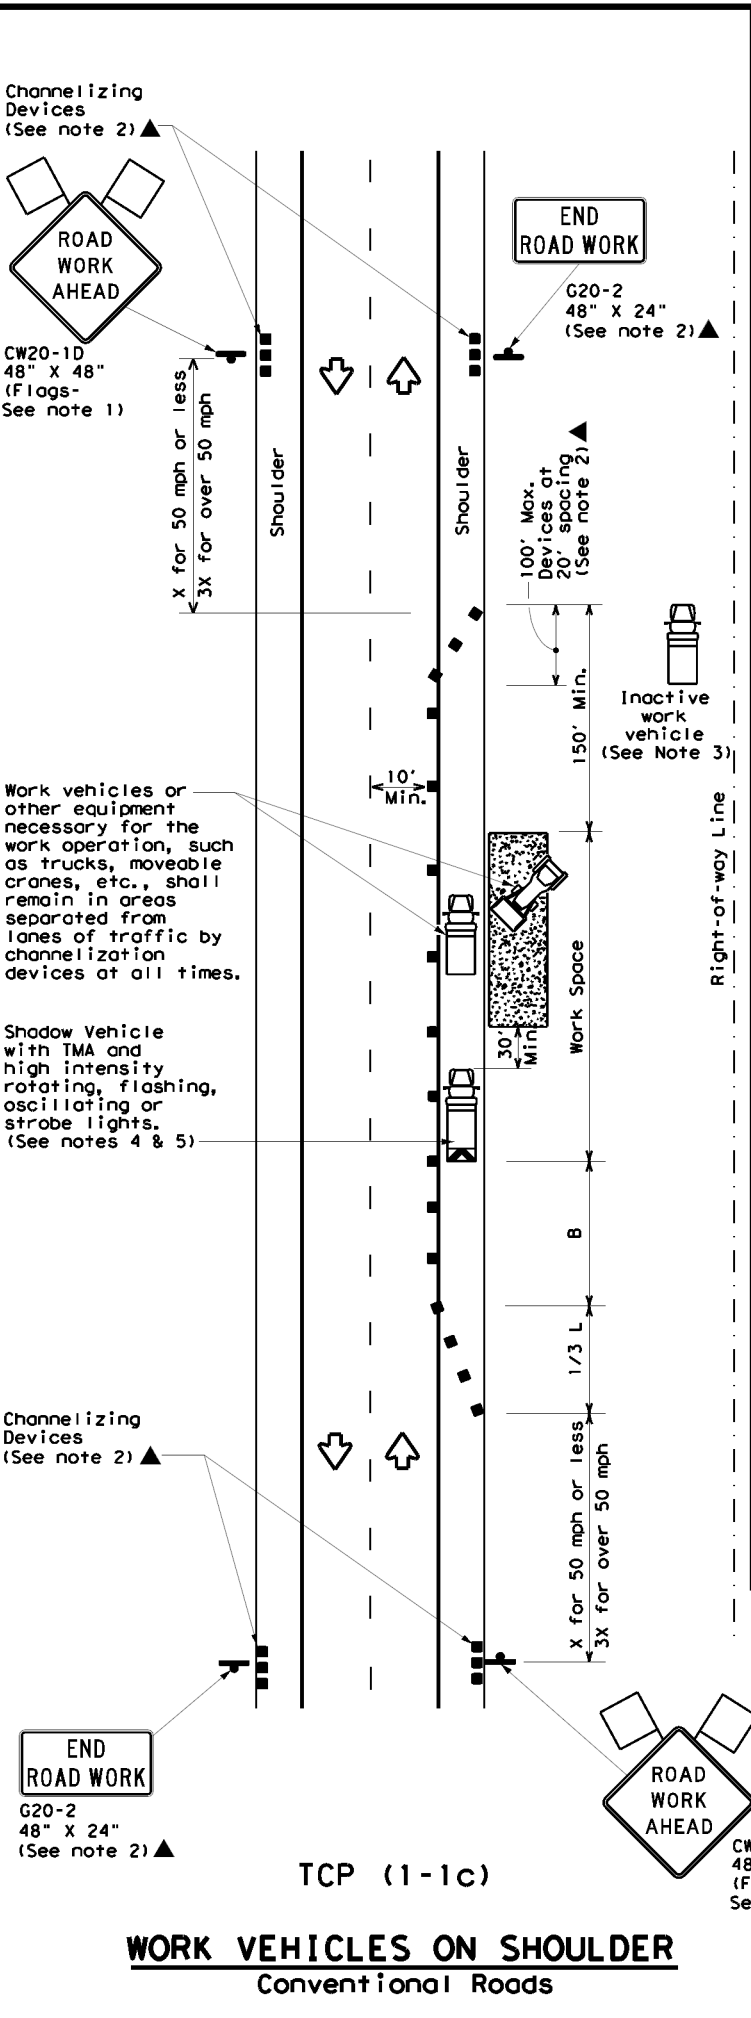 Channelizing
Devices
(See note 2)▲
ROAD
WORK
AHEAD
CW20-1D
48" X 48"
(Flags-
See note 1)
END
ROAD WORK
G20-2
48" X 24"
(See note 2)▲
X for 50 mph or less
3X for over 50 mph
Shoulder
Shoulder
100' Max.
Devices at
20' spacing
(See note 2)▲
150' Min.
Inactive
work
vehicle
(See Note 3)
10'
Min.
Work vehicles or
other equipment
necessary for the
work operation, such
as trucks, moveable
cranes, etc., shall
remain in areas
separated from
lanes of traffic by
channelization
devices at all times.
Right-of-way Line
Work Space
30'
Min.
Shadow Vehicle
with TMA and
high intensity
rotating, flashing,
oscillating or
strobe lights.
(See notes 4 & 5)
B
1/3 L
Channelizing
Devices
(See note 2)▲
X for 50 mph or less
3X for over 50 mph
END
ROAD WORK
G20-2
48" X 24"
(See note 2)▲
ROAD
WORK
AHEAD
CW
48
(F
Se
TCP (1-1c)
WORK VEHICLES ON SHOULDER
Conventional Roads